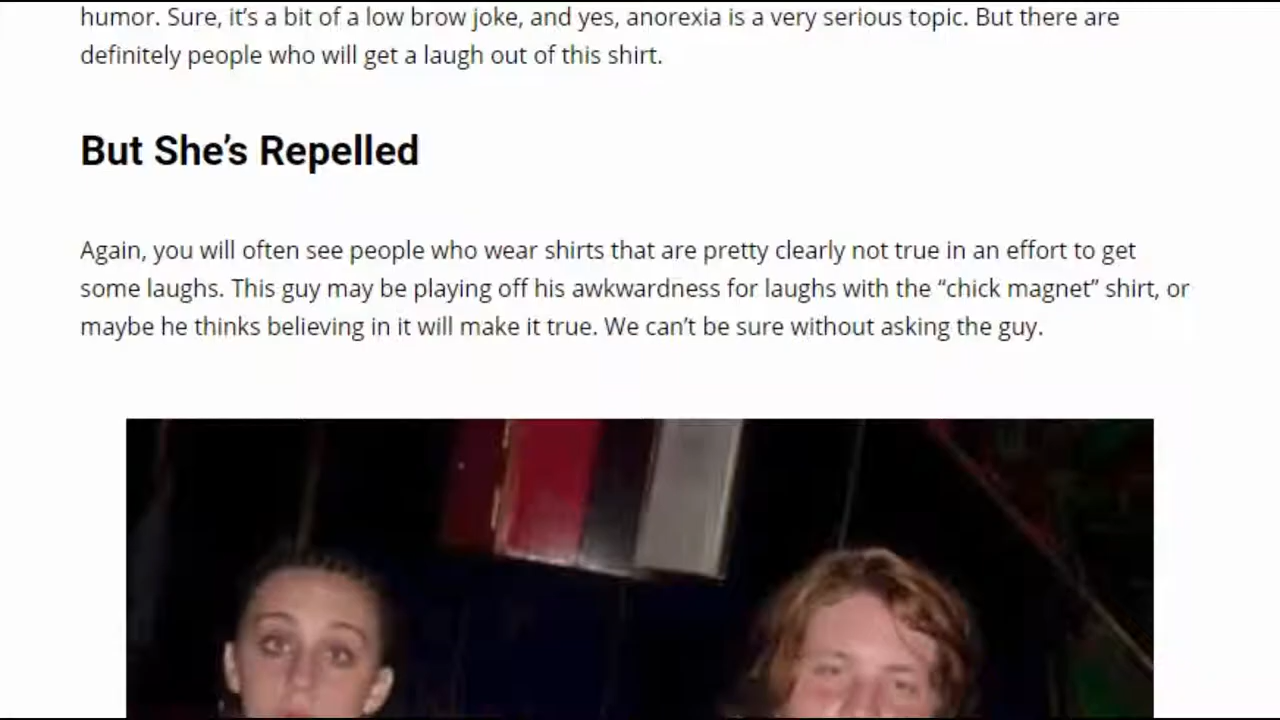 humor. Sure, it’s a bit of a low brow joke, and yes, anorexia is a very serious topic. But there are
definitely people who will get a laugh out of this shirt.
But She’s Repelled
Again, you will often see people who wear shirts that are pretty clearly not true in an effort to get
some laughs. This guy may be playing off his awkwardness for laughs with the “chick magnet” shirt, or
maybe he thinks believing in it will make it true. We can’t be sure without asking the guy.